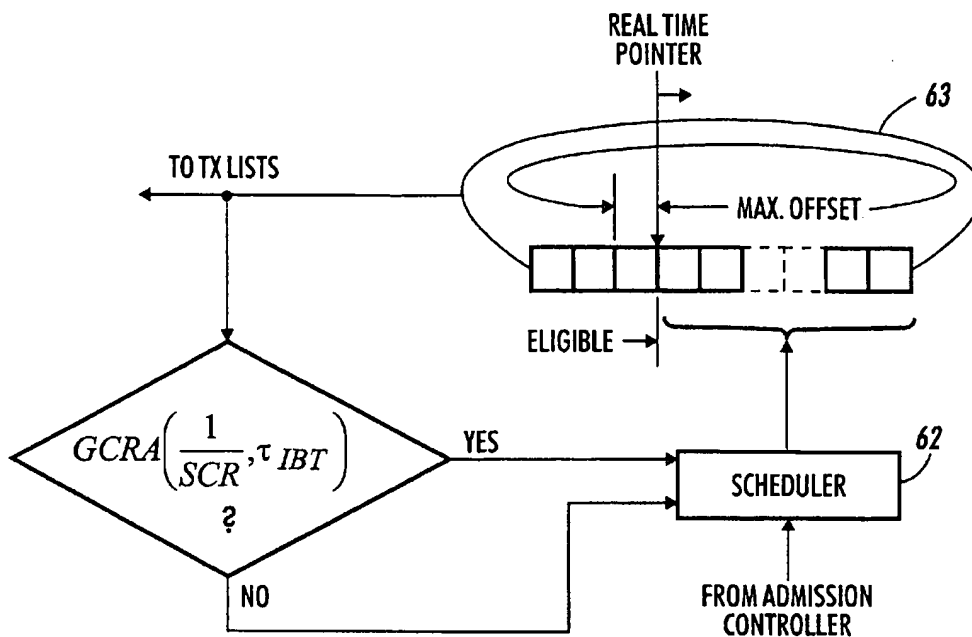 REAL TIME
POINTER
63
TO TX LISTS
MAX. OFFSET
ELIGIBLE
GCRA(1/SCR, τ IBT)
?
YES
62
SCHEDULER
NO
FROM ADMISSION
CONTROLLER